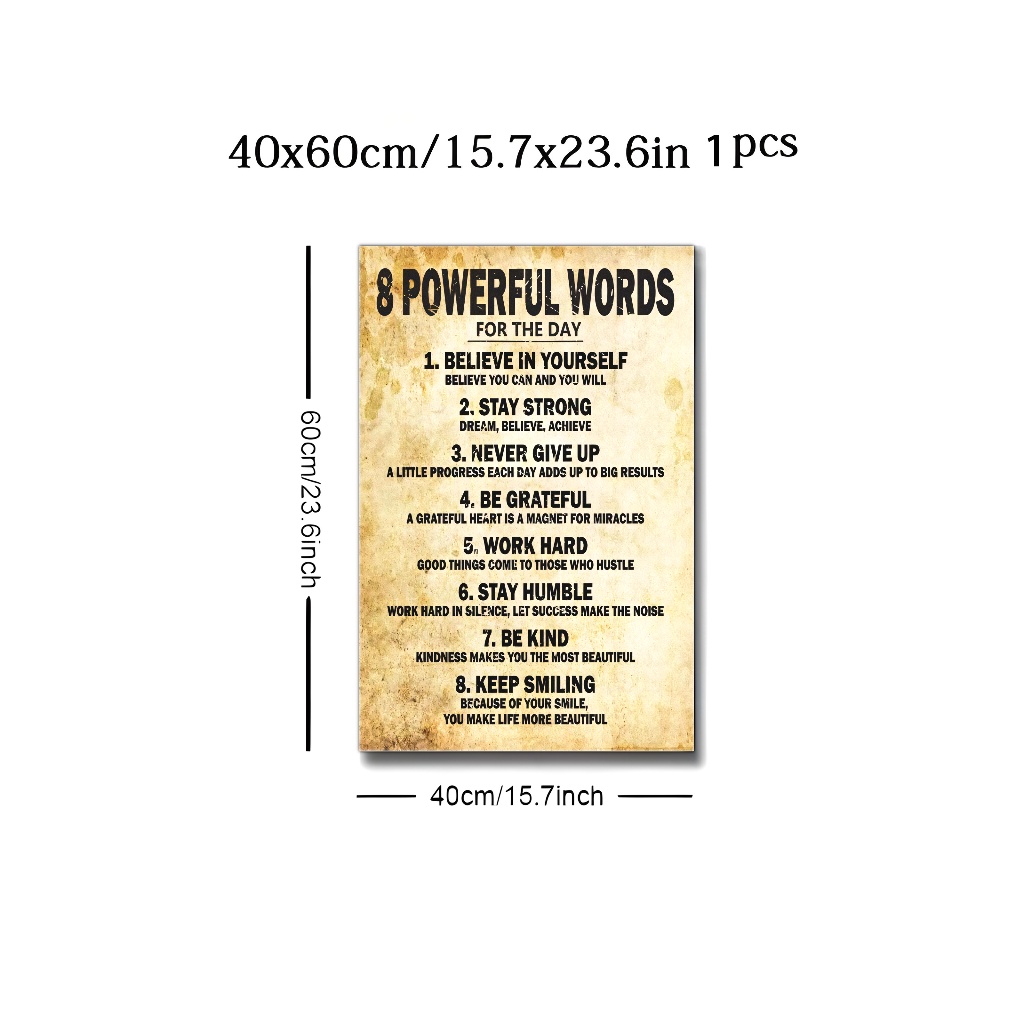 40x60cm/15.7x23.6in 1pcs
8 POWERFUL WORDS
FOR THE DAY
1. BELIEVE IN YOURSELF
BELIEVE YOU CAN AND YOU WILL
2. STAY STRONG
DREAM, BELIEVE, ACHIEVE
3. NEVER GIVE UP
A LITTLE PROGRESS EACH DAY ADDS UP TO BIG RESULTS
4. BE GRATEFUL
A GRATEFUL HEART IS A MAGNET FOR MIRACLES
5. WORK HARD
GOOD THINGS COME TO THOSE WHO HUSTLE
6. STAY HUMBLE
WORK HARD IN SILENCE, LET SUCCESS MAKE THE NOISE
7. BE KIND
KINDNESS MAKES YOU THE MOST BEAUTIFUL
8. KEEP SMILING
BECAUSE OF YOUR SMILE,
YOU MAKE LIFE MORE BEAUTIFUL
60cm/23.6inch
40cm/15.7inch